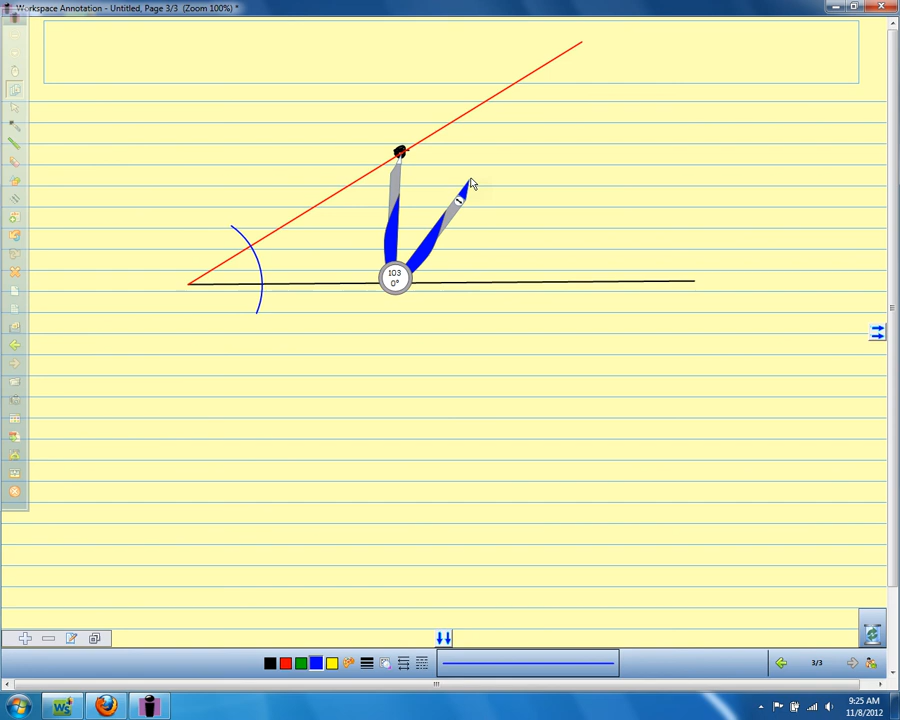 Workspace Annotation - Untitled, Page 3/3 (Zoom 100%) *
103
0°
3/3
9:25 AM
11/8/2012